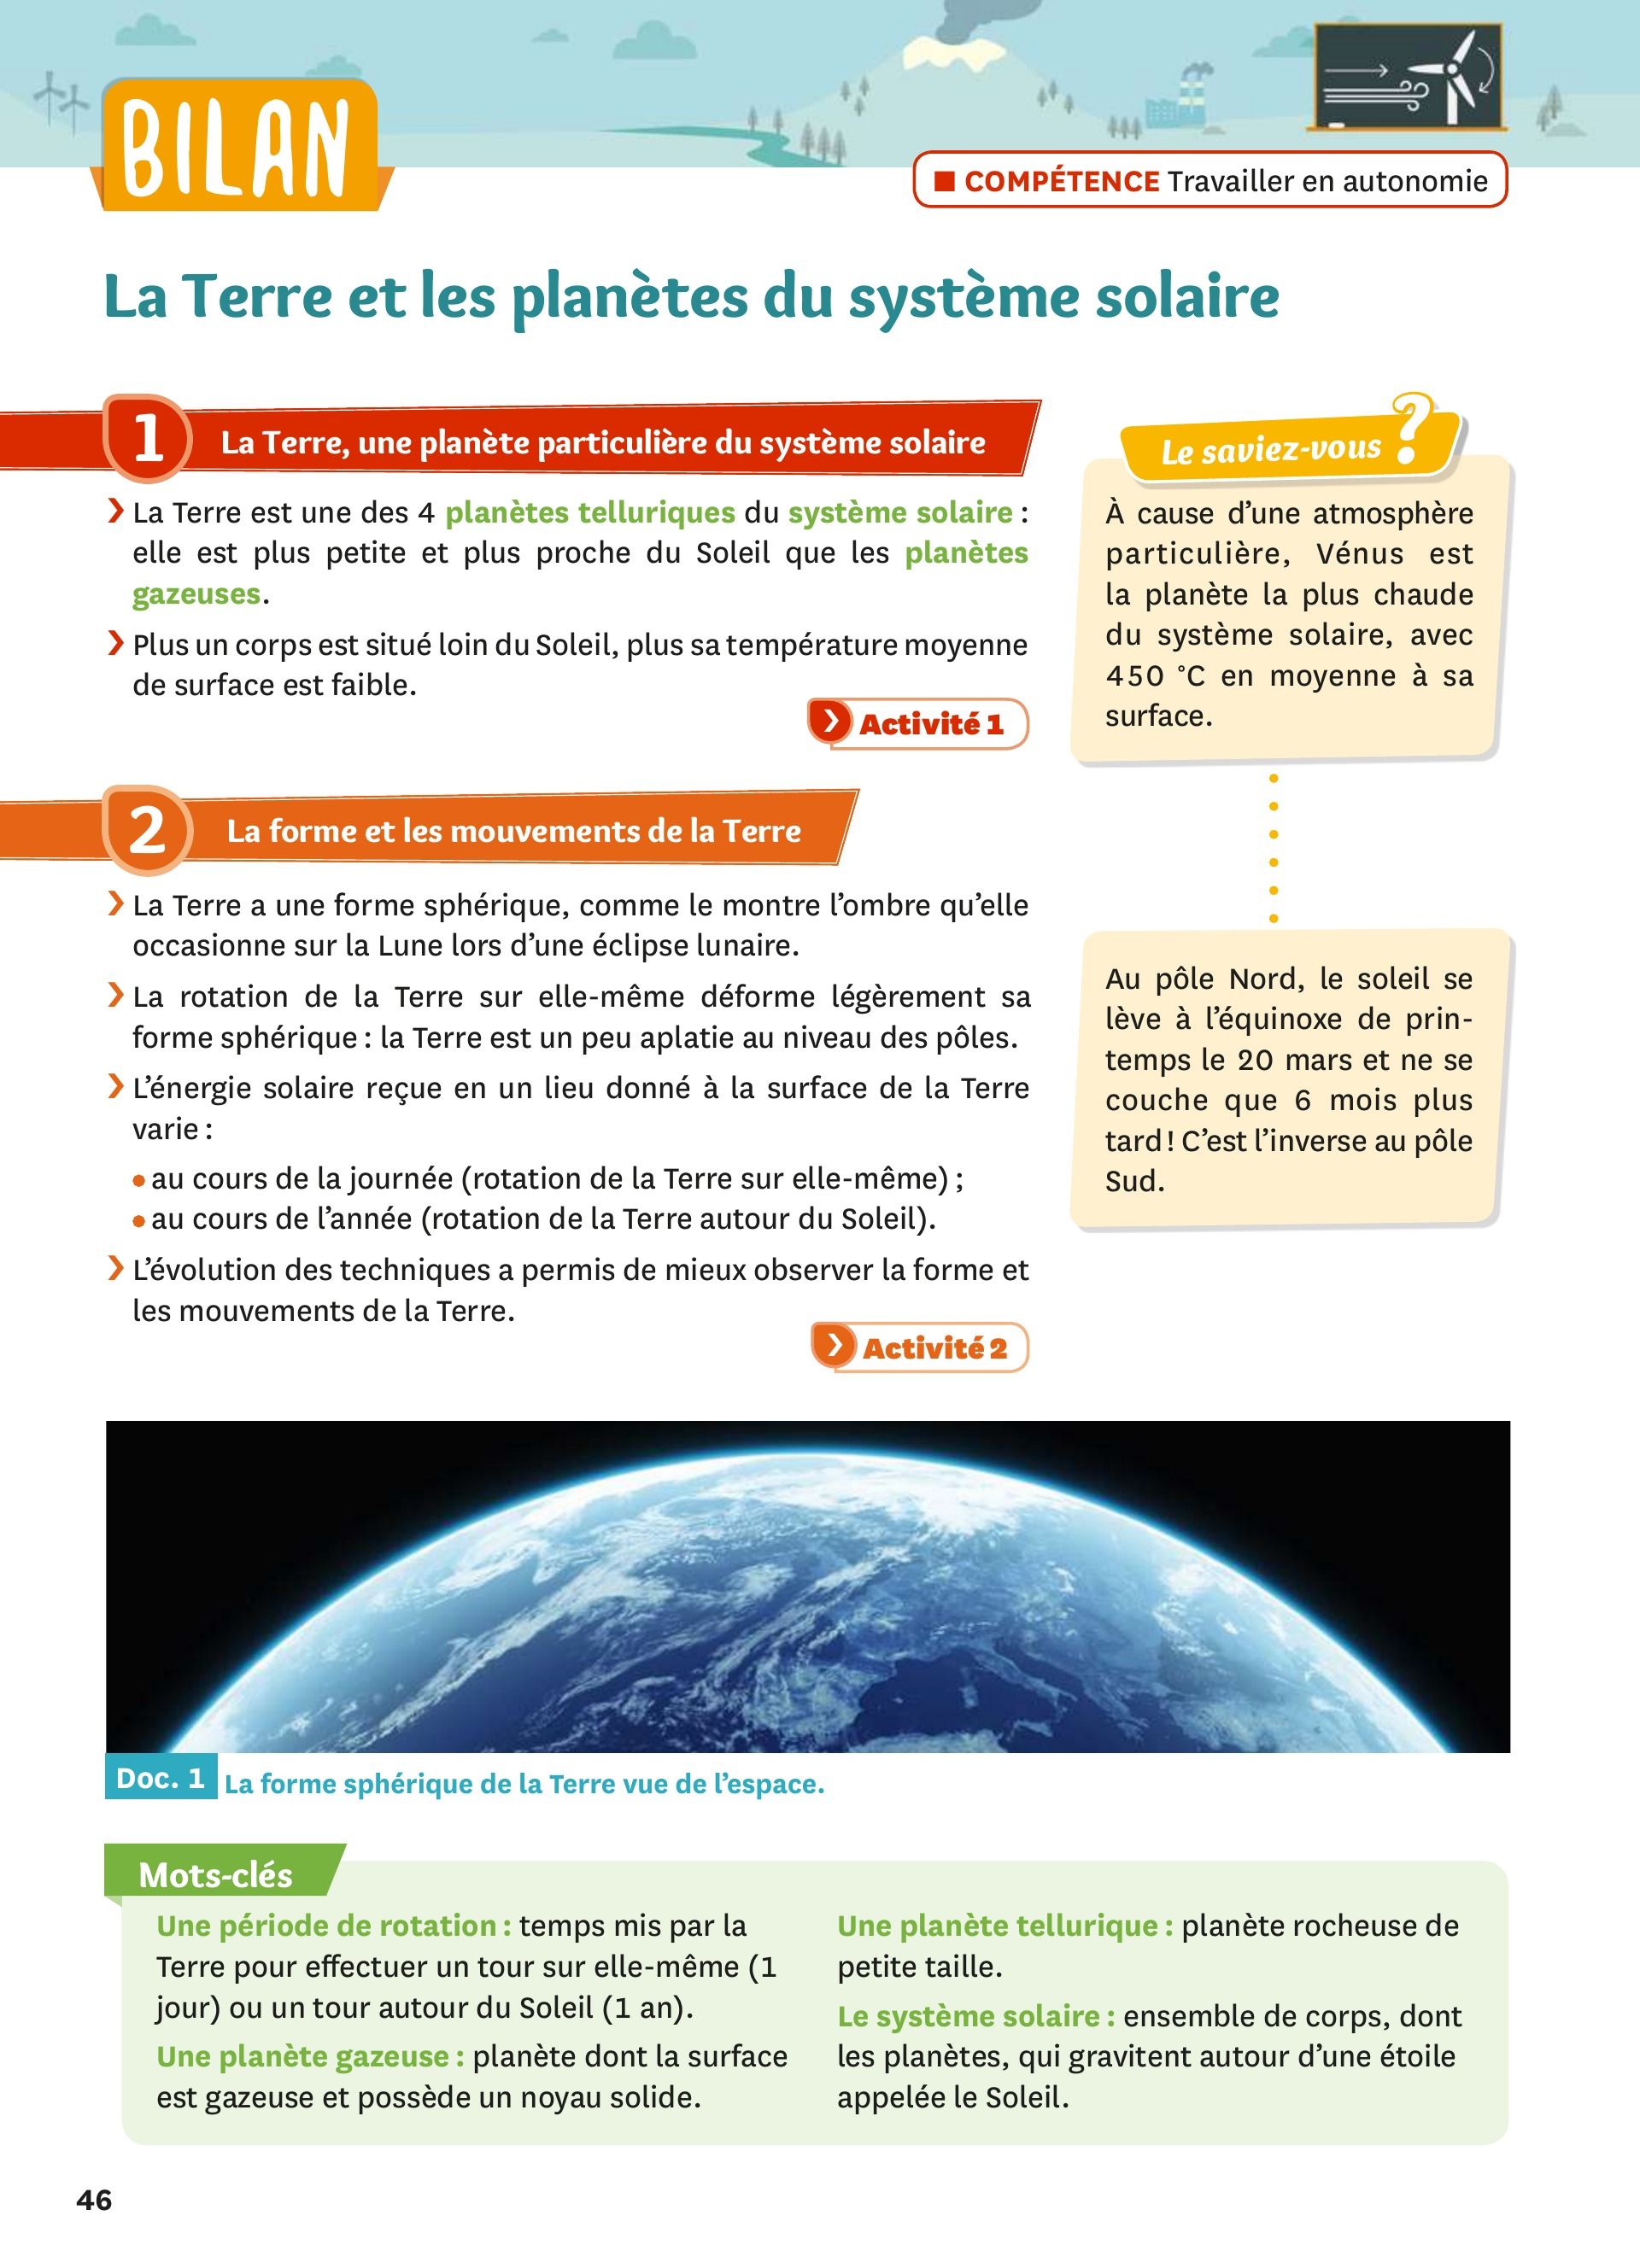 BILAN
■ COMPÉTENCE Travailler en autonomie
La Terre et les planètes du système solaire
1 La Terre, une planète particulière du système solaire
› La Terre est une des 4 planètes telluriques du système solaire :
elle est plus petite et plus proche du Soleil que les planètes
gazeuses.
› Plus un corps est situé loin du Soleil, plus sa température moyenne
de surface est faible.
› Activité 1
2 La forme et les mouvements de la Terre
› La Terre a une forme sphérique, comme le montre l’ombre qu’elle
occasionne sur la Lune lors d’une éclipse lunaire.
› La rotation de la Terre sur elle-même déforme légèrement sa
forme sphérique : la Terre est un peu aplatie au niveau des pôles.
› L’énergie solaire reçue en un lieu donné à la surface de la Terre
varie :
• au cours de la journée (rotation de la Terre sur elle-même) ;
• au cours de l’année (rotation de la Terre autour du Soleil).
› L’évolution des techniques a permis de mieux observer la forme et
les mouvements de la Terre.
› Activité 2
Le saviez-vous ?
À cause d’une atmosphère
particulière, Vénus est
la planète la plus chaude
du système solaire, avec
450 °C en moyenne à sa
surface.
Au pôle Nord, le soleil se
lève à l’équinoxe de prin-
temps le 20 mars et ne se
couche que 6 mois plus
tard ! C’est l’inverse au pôle
Sud.
Doc. 1 La forme sphérique de la Terre vue de l’espace.
Mots-clés
Une période de rotation : temps mis par la
Terre pour effectuer un tour sur elle-même (1
jour) ou un tour autour du Soleil (1 an).
Une planète gazeuse : planète dont la surface
est gazeuse et possède un noyau solide.
Une planète tellurique : planète rocheuse de
petite taille.
Le système solaire : ensemble de corps, dont
les planètes, qui gravitent autour d’une étoile
appelée le Soleil.
46